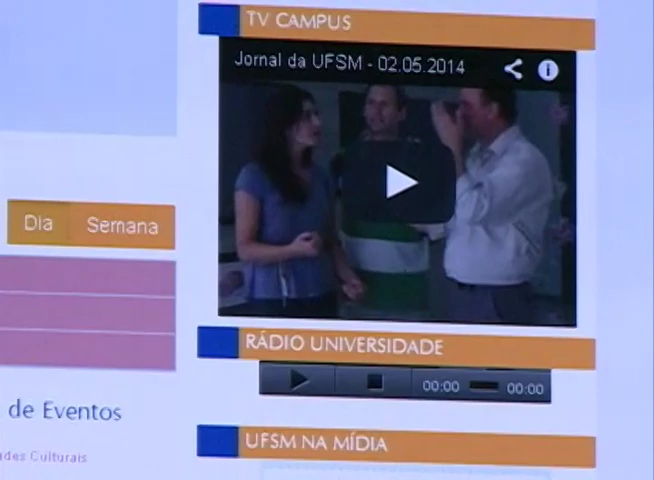 TV CAMPUS
Jornal da UFSM - 02.05.2014
Dia Semana
RÁDIO UNIVERSIDADE
00:00 00:00
de Eventos
UFSM NA MÍDIA
Culturais